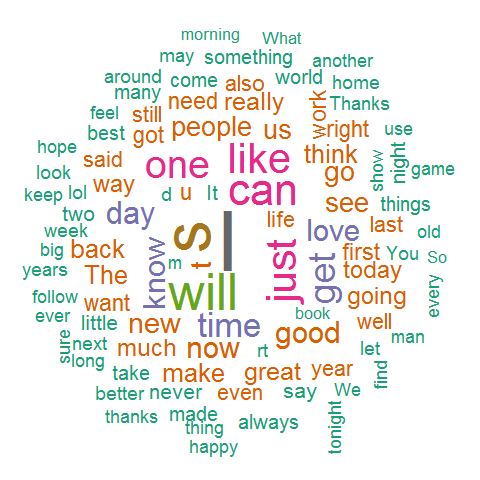 morning What
may something another
around come also world home
many need really Thanks
feel still work
best got people us right use
hope said one like think night
look way can go show game
keep lol d u It see things
two day life love last old
week s I just get first You So
big back know t today
years The m going every
follow want will book
ever little new time good well man
sure next much now rt let
long take make great year find
better never even say We
thanks made always tonight
thing
happy